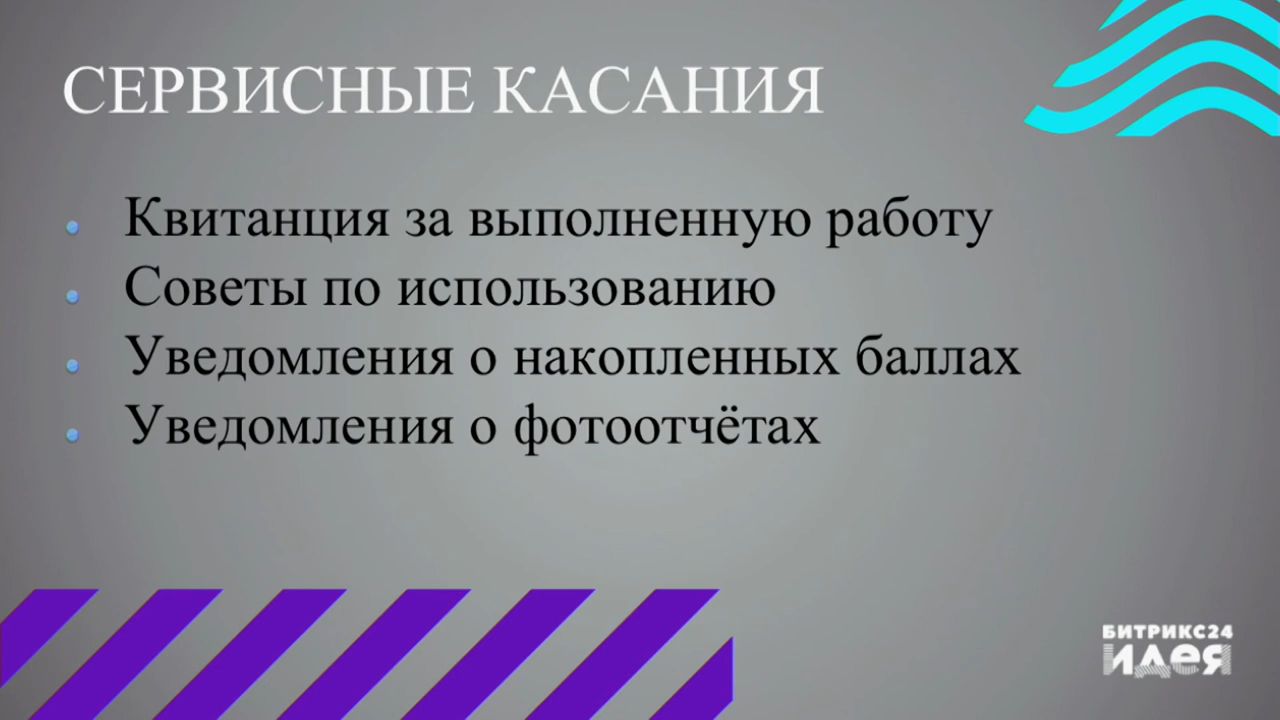 СЕРВИСНЫЕ КАСАНИЯ
Квитанция за выполненную работу
Советы по использованию
Уведомления о накопленных баллах
Уведомления о фотоотчётах
БИТРИКС24
идея